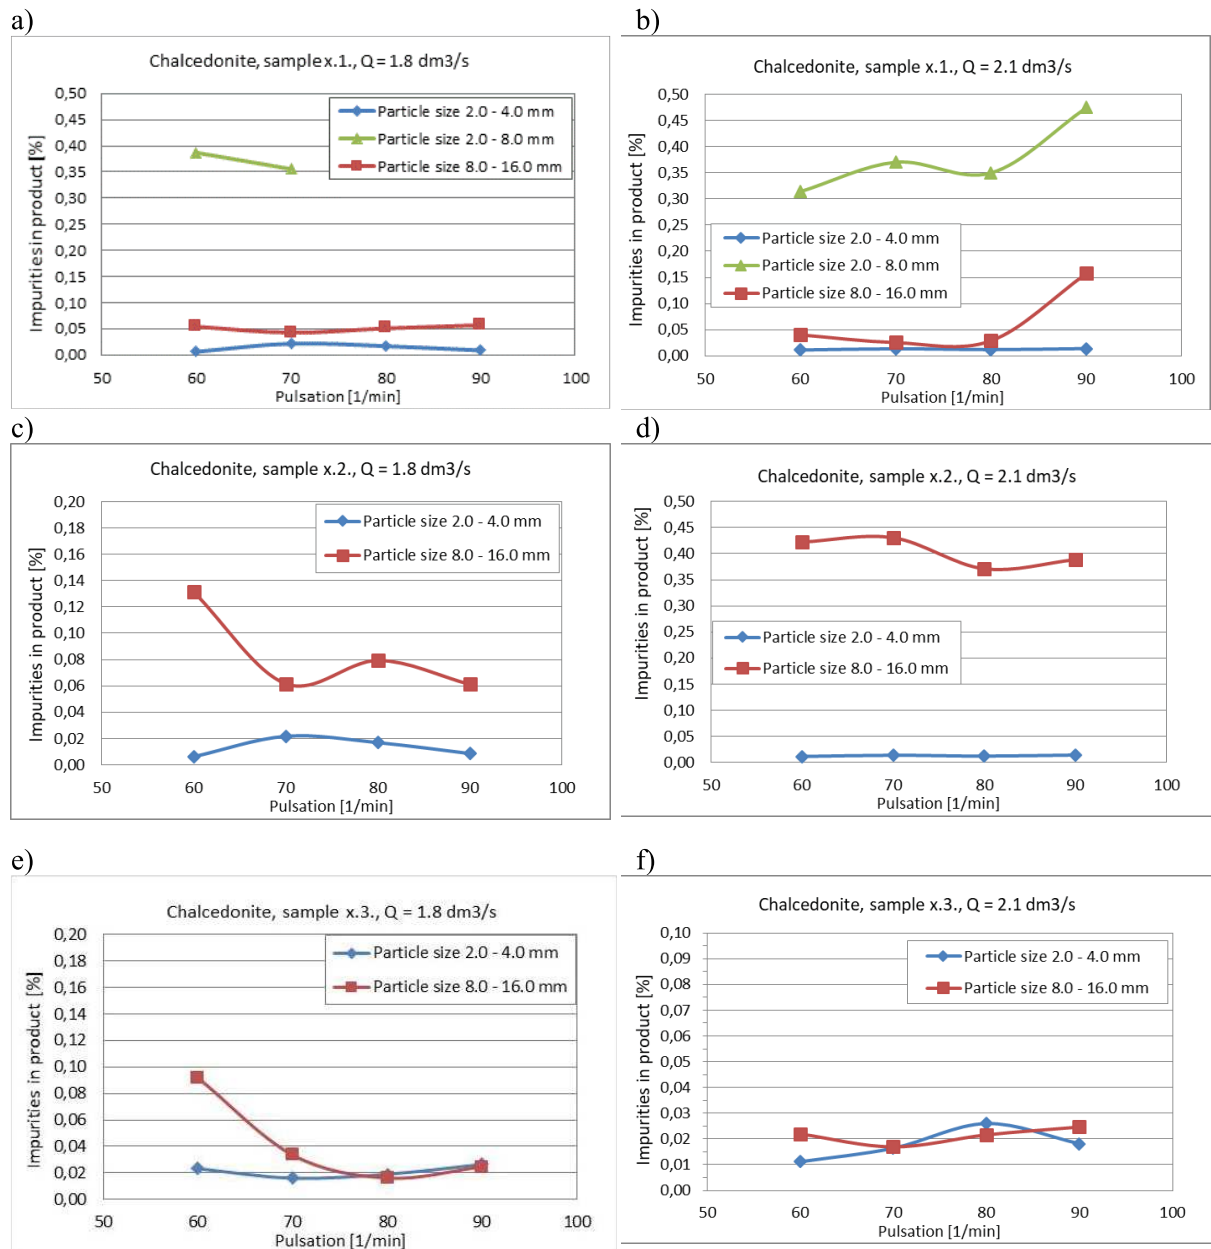 a)
Chalcedonite, sample x.1., Q = 1.8 dm3/s
Impurities in product [%]
0,50
0,45
0,40
0,35
0,30
0,25
0,20
0,15
0,10
0,05
0,00
Particle size 2.0 - 4.0 mm
Particle size 2.0 - 8.0 mm
Particle size 8.0 - 16.0 mm
50 60 70 80 90 100
Pulsation [1/min]
b)
Chalcedonite, sample x.1., Q = 2.1 dm3/s
Impurities in product [%]
0,50
0,45
0,40
0,35
0,30
0,25
0,20
0,15
0,10
0,05
0,00
Particle size 2.0 - 4.0 mm
Particle size 2.0 - 8.0 mm
Particle size 8.0 - 16.0 mm
50 60 70 80 90 100
Pulsation [1/min]
c)
Chalcedonite, sample x.2., Q = 1.8 dm3/s
Impurities in product [%]
0,20
0,18
0,16
0,14
0,12
0,10
0,08
0,06
0,04
0,02
0,00
Particle size 2.0 - 4.0 mm
Particle size 8.0 - 16.0 mm
50 60 70 80 90 100
Pulsation [1/min]
d)
Chalcedonite, sample x.2., Q = 2.1 dm3/s
Impurities in product [%]
0,50
0,45
0,40
0,35
0,30
0,25
0,20
0,15
0,10
0,05
0,00
Particle size 2.0 - 4.0 mm
Particle size 8.0 - 16.0 mm
50 60 70 80 90 100
Pulsation [1/min]
e)
Chalcedonite, sample x.3., Q = 1.8 dm3/s
Impurities in product [%]
0,20
0,18
0,16
0,14
0,12
0,10
0,08
0,06
0,04
0,02
0,00
Particle size 2.0 - 4.0 mm
Particle size 8.0 - 16.0 mm
50 60 70 80 90 100
Pulsation [1/min]
f)
Chalcedonite, sample x.3., Q = 2.1 dm3/s
Impurities in product [%]
0,10
0,09
0,08
0,07
0,06
0,05
0,04
0,03
0,02
0,01
0,00
Particle size 2.0 - 4.0 mm
Particle size 8.0 - 16.0 mm
50 60 70 80 90 100
Pulsation [1/min]